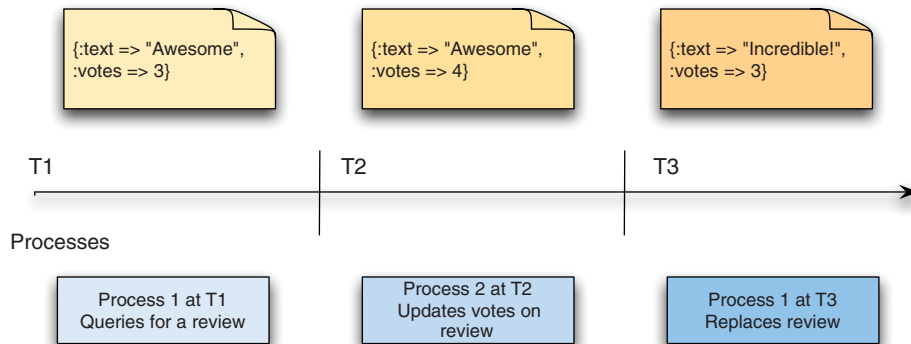 {:text => "Awesome",
:votes => 3}
{:text => "Awesome",
:votes => 4}
{:text => "Incredible!",
:votes => 3}
T1
T2
T3
Processes
Process 1 at T1
Queries for a review
Process 2 at T2
Updates votes on
review
Process 1 at T3
Replaces review